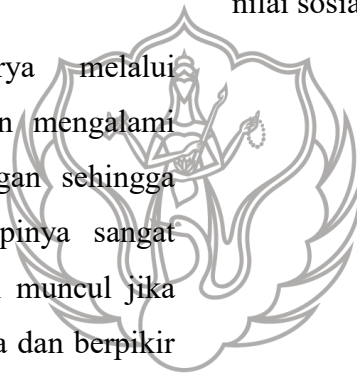 nilai sosia
rya melalui
n mengalami
gan sehingga
pinya sangat
muncul jika
a dan berpikir